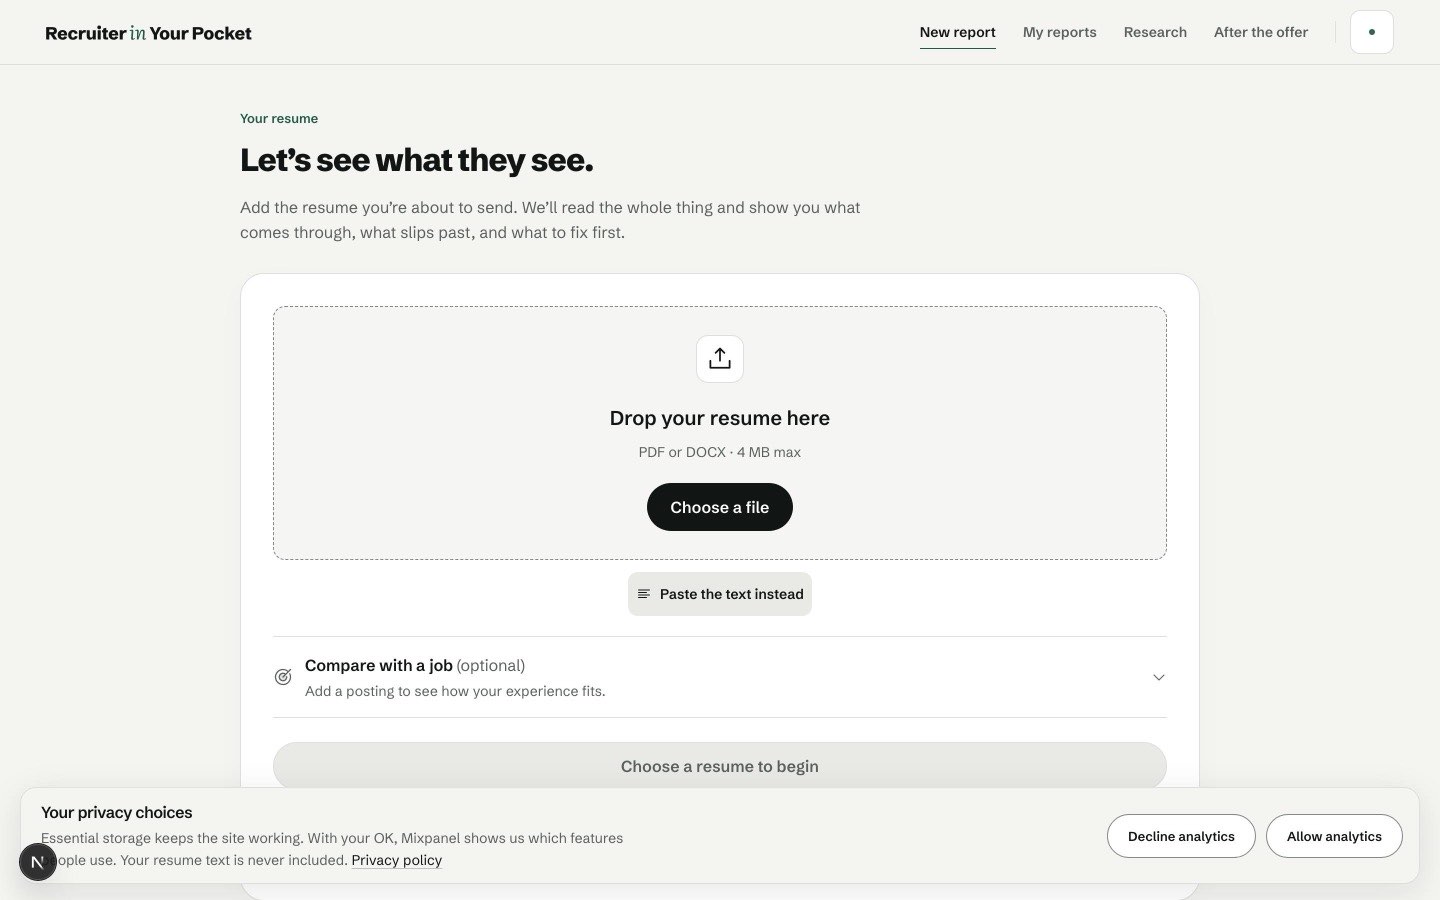 Recruiter in Your Pocket
New report
My reports
Research
After the offer
Your resume
Let’s see what they see.
Add the resume you’re about to send. We’ll read the whole thing and show you what
comes through, what slips past, and what to fix first.
Drop your resume here
PDF or DOCX · 4 MB max
Choose a file
Paste the text instead
Compare with a job (optional)
Add a posting to see how your experience fits.
Choose a resume to begin
Your privacy choices
Essential storage keeps the site working. With your OK, Mixpanel shows us which features
people use. Your resume text is never included. Privacy policy
Decline analytics
Allow analytics
N